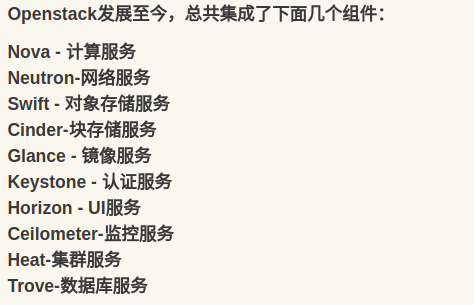 Openstack发展至今，总共集成了下面几个组件：
Nova - 计算服务
Neutron-网络服务
Swift - 对象存储服务
Cinder-块存储服务
Glance - 镜像服务
Keystone - 认证服务
Horizon - UI服务
Ceilometer-监控服务
Heat-集群服务
Trove-数据库服务